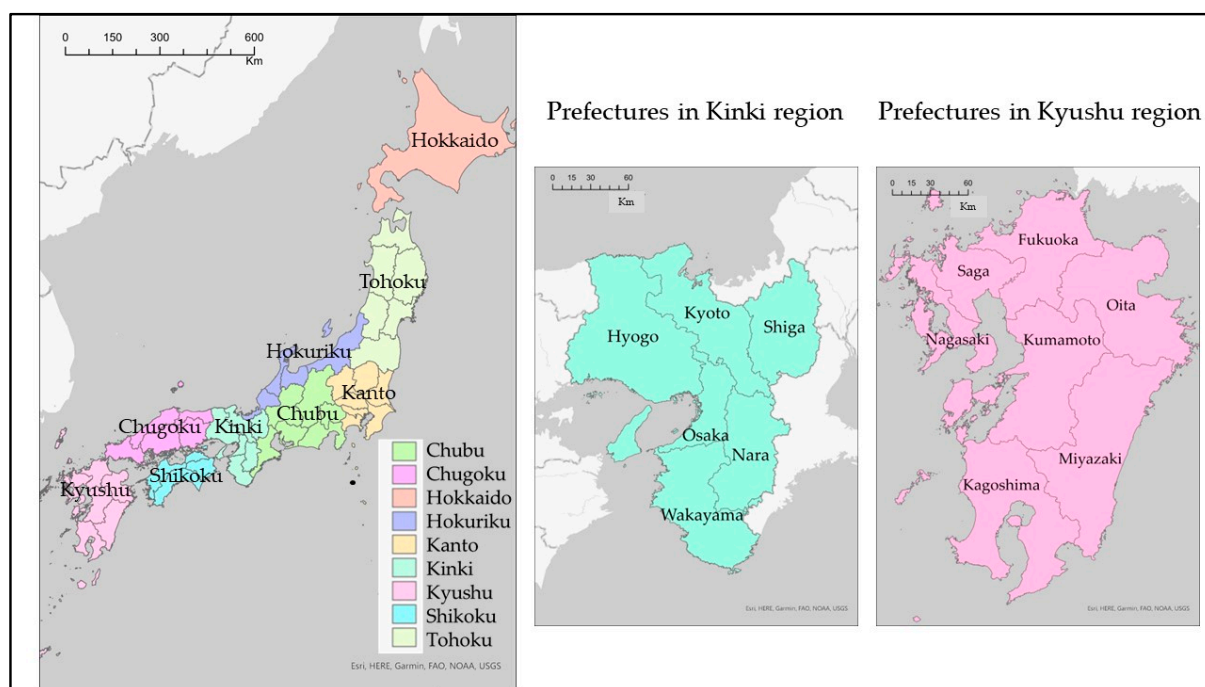 0 150 300 600
Km
Hokkaido
Tohoku
Hokuriku
Kanto
Chubu
Chugoku
Kinki
Shikoku
Kyushu
Chubu
Chugoku
Hokkaido
Hokuriku
Kanto
Kinki
Kyushu
Shikoku
Tohoku
Esri, HERE, Garmin, FAO, NOAA, USGS
Prefectures in Kinki region
0 15 30 60
Km
Kyoto
Shiga
Hyogo
Osaka
Nara
Wakayama
Esri, HERE, Garmin, FAO, NOAA, USGS
Prefectures in Kyushu region
0 15 30 60
Km
Fukuoka
Saga
Oita
Nagasaki
Kumamoto
Miyazaki
Kagoshima
Esri, HERE, Garmin, FAO, NOAA, USGS